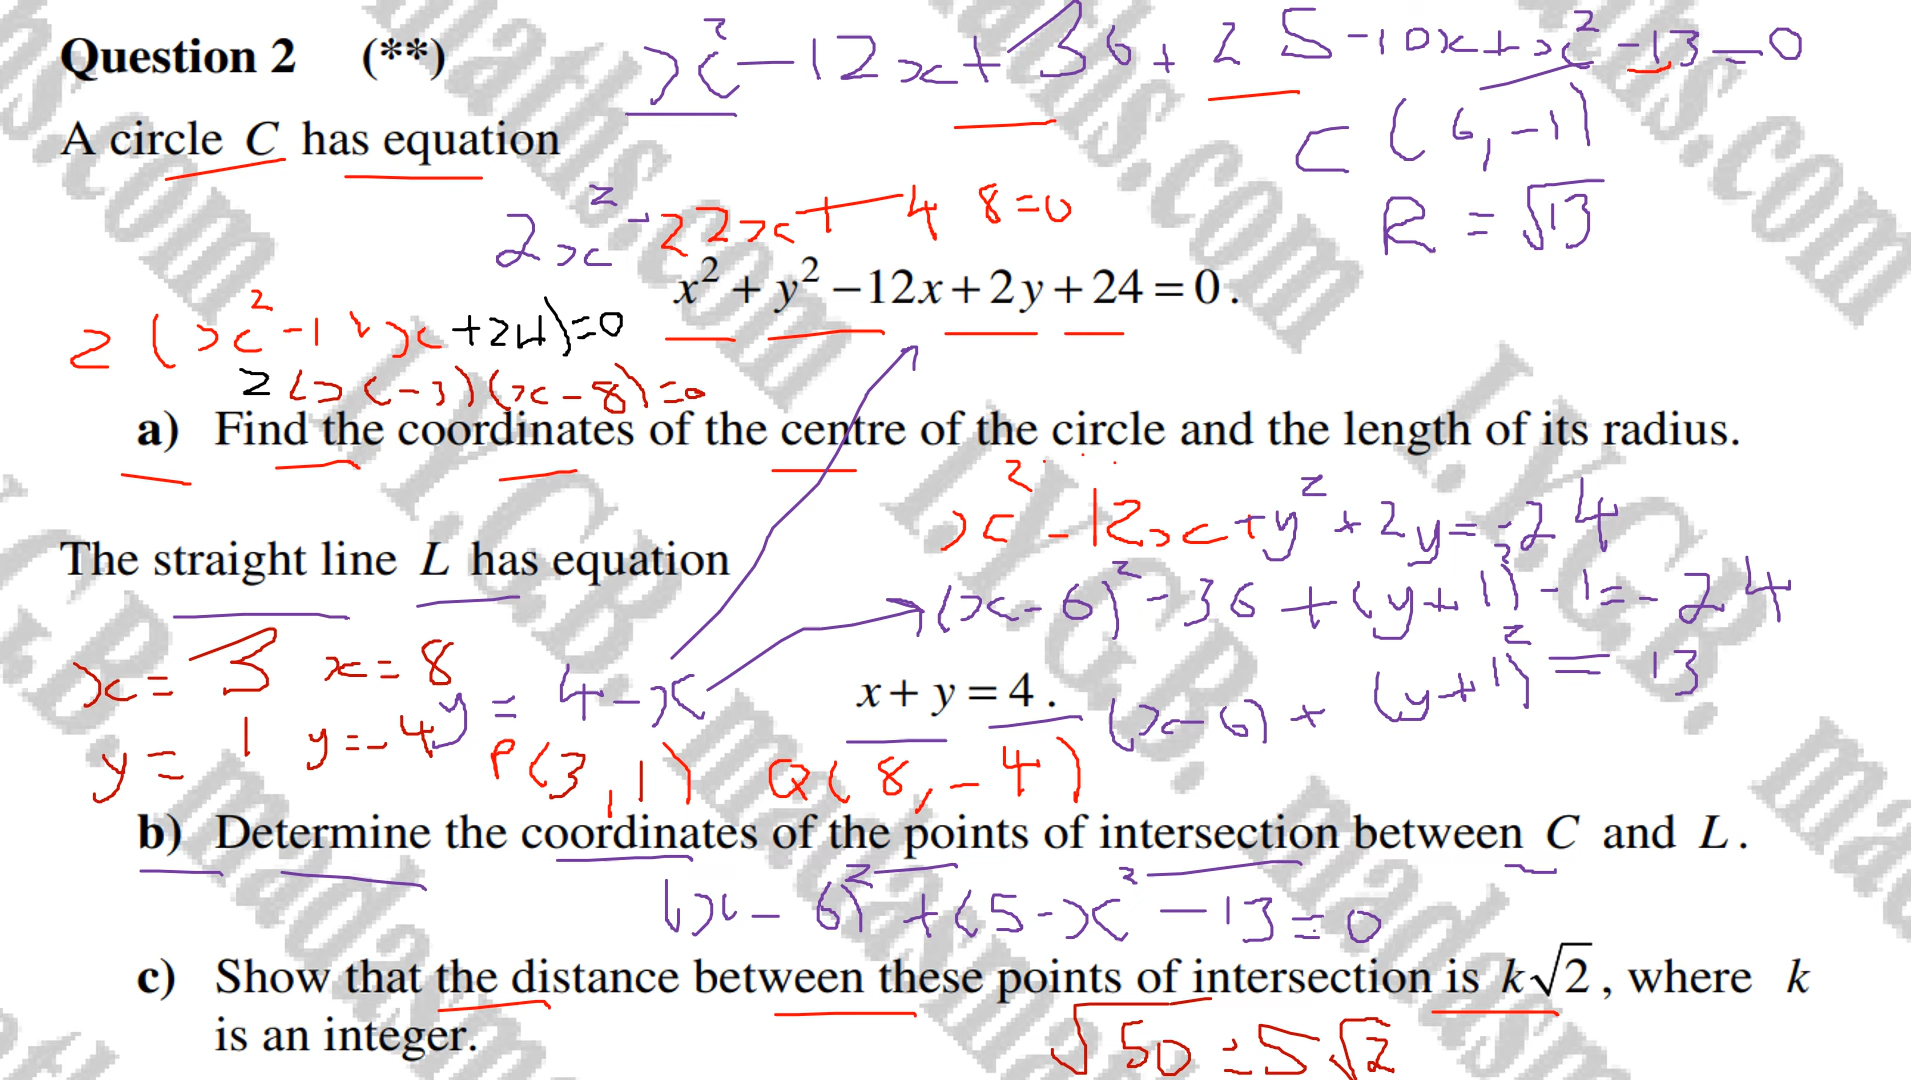 Question 2 (**)
x² - 12x + 36 + 25 - 10x + x² - 13 = 0
A circle C has equation
C (6, -1)
2x² - 22x + 48 = 0
R = √13
x² + y² − 12x + 2y + 24 = 0.
2(x² - 11x + 24) = 0
2(x - 3)(x - 8) = 0
a) Find the coordinates of the centre of the circle and the length of its radius.
x² - 12x + y² + 2y = -24
The straight line L has equation
(x - 6)² - 36 + (y + 1)² - 1 = -24
x = 3 x = 8
y = 4 - x
x + y = 4.
(x - 6) + (y + 1)² = 13
y = 1 y = -4
P(3, 1) Q(8, -4)
b) Determine the coordinates of the points of intersection between C and L.
(x - 6)² + (5 - x² - 13 = 0
c) Show that the distance between these points of intersection is k√2, where k
is an integer.
√50 = 5√2
I.Y.G.B. madasmaths.com